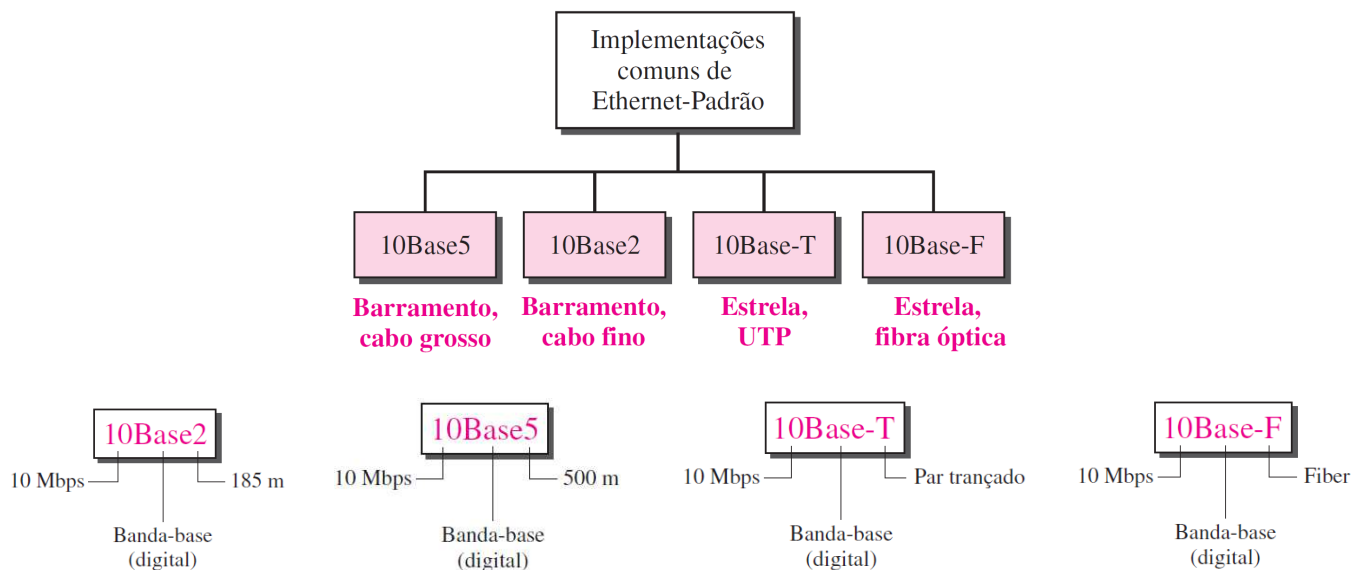 Implementações
comuns de
Ethernet-Padrão
10Base5
10Base2
10Base-T
10Base-F
Barramento,
cabo grosso
Barramento,
cabo fino
Estrela,
UTP
Estrela,
fibra óptica
10Base2
10 Mbps
185 m
Banda-base
(digital)
10Base5
10 Mbps
500 m
Banda-base
(digital)
10Base-T
10 Mbps
Par trançado
Banda-base
(digital)
10Base-F
10 Mbps
Fiber
Banda-base
(digital)